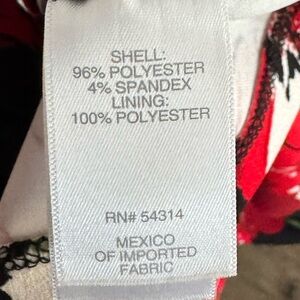 SHELL:
96% POLYESTER
4% SPANDEX
LINING:
100% POLYESTER
RN# 54314
MEXICO
OF IMPORTED
FABRIC